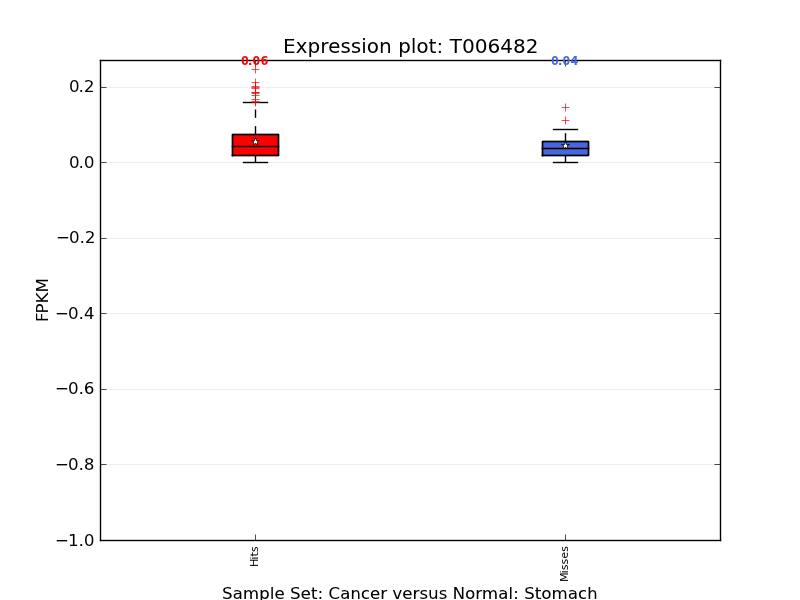 Expression plot: T006482
0.06
0.04
0.2
0.0
−0.2
−0.4
−0.6
−0.8
−1.0
FPKM
Hits
Misses
Sample Set: Cancer versus Normal: Stomach